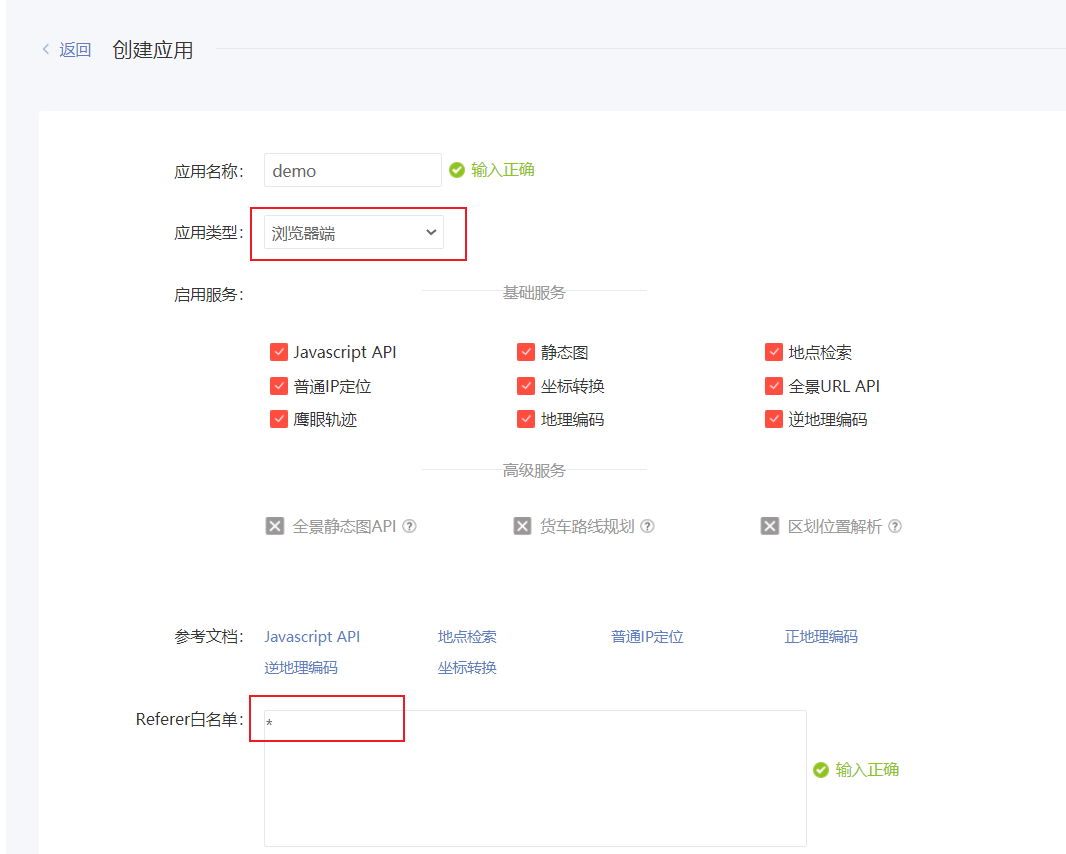 返回 创建应用
应用名称： demo 输入正确
应用类型： 浏览器端
启用服务： 基础服务
Javascript API 静态图 地点检索
普通IP定位 坐标转换 全景URL API
鹰眼轨迹 地理编码 逆地理编码
高级服务
全景静态图API ? 货车路线规划 ? 区划位置解析 ?
参考文档： Javascript API 地点检索 普通IP定位 正地理编码
逆地理编码 坐标转换
Referer白名单： *
输入正确